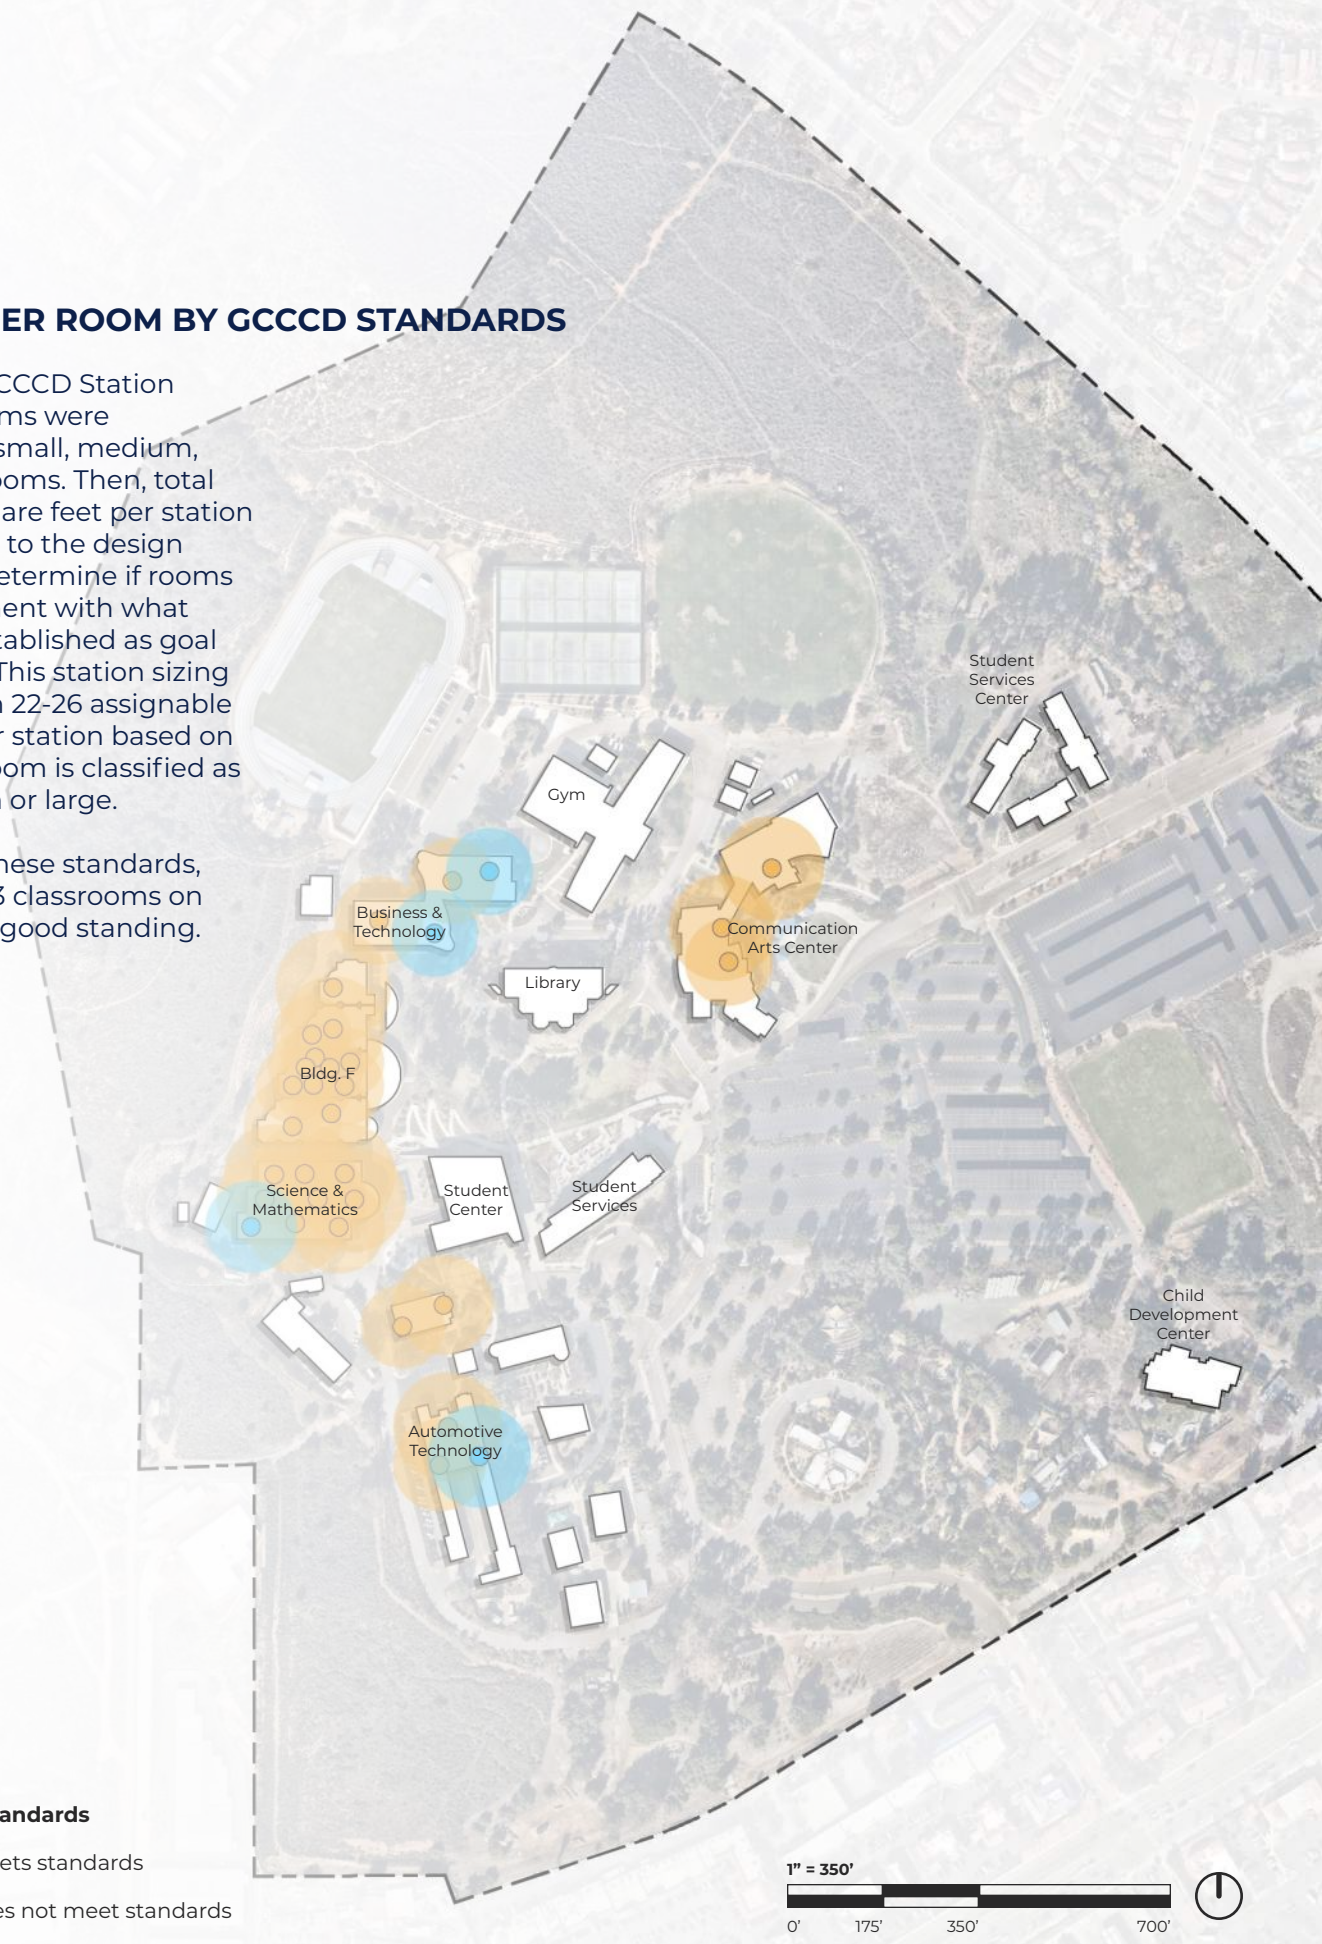 ER ROOM BY GCCCD STANDARDS
CCCD Station
ms were
small, medium,
ooms. Then, total
are feet per station
to the design
etermine if rooms
ent with what
tablished as goal
This station sizing
n 22-26 assignable
r station based on
oom is classified as
or large.
hese standards,
3 classrooms on
good standing.
Student
Services
Center
Gym
Business &
Technology
Communication
Arts Center
Library
Bldg. F
Science &
Mathematics
Student
Center
Student
Services
Child
Development
Center
Automotive
Technology
andards
ets standards
es not meet standards
1” = 350’
0’ 175’ 350’ 700’